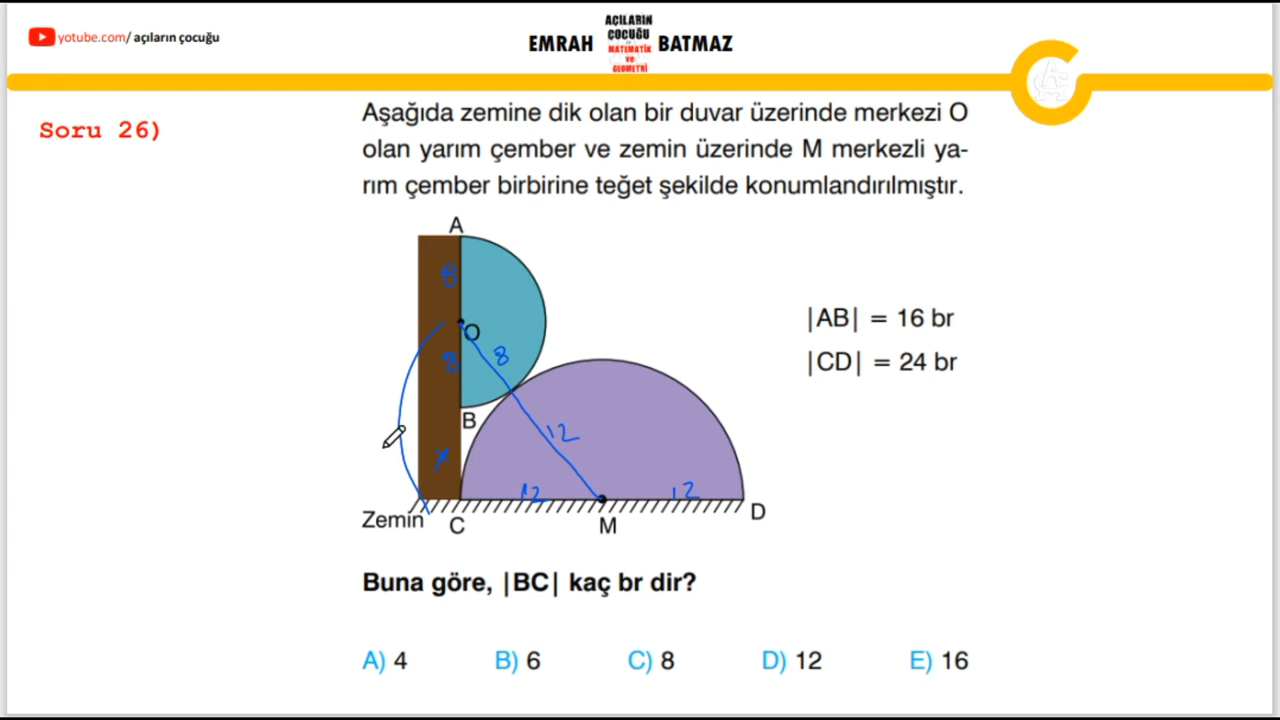 yotube.com/ açıların çocuğu
EMRAH AÇILARIN ÇOCUĞU MATEMATİK ve GEOMETRİ BATMAZ
Soru 26)
Aşağıda zemine dik olan bir duvar üzerinde merkezi O
olan yarım çember ve zemin üzerinde M merkezli ya-
rım çember birbirine teğet şekilde konumlandırılmıştır.
A
8
O
8
8
B
12
x
12
12
Zemin
C
M
D
|AB| = 16 br
|CD| = 24 br
Buna göre, |BC| kaç br dir?
A) 4 B) 6 C) 8 D) 12 E) 16